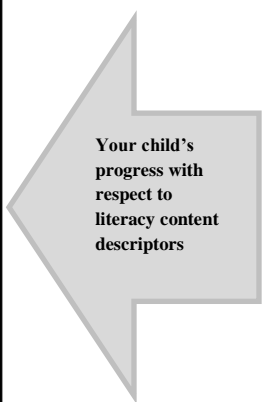 Your child’s
progress with
respect to
literacy content
descriptors